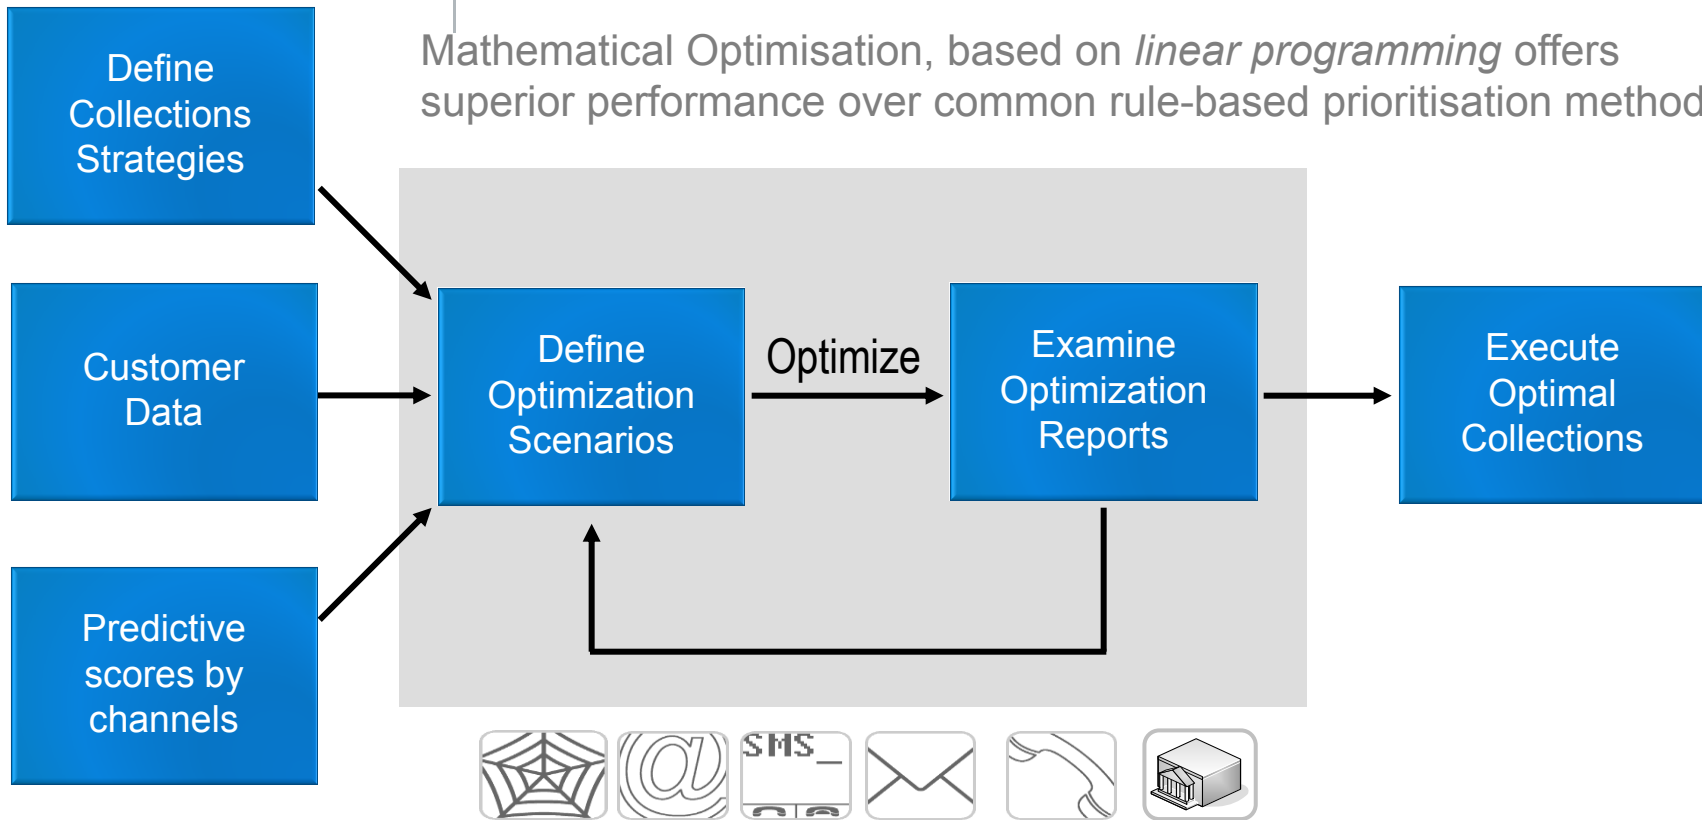 Mathematical Optimisation, based on linear programming offers
superior performance over common rule-based prioritisation method
Define
Collections
Strategies
Customer
Data
Predictive
scores by
channels
Define
Optimization
Scenarios
Optimize
Examine
Optimization
Reports
Execute
Optimal
Collections
@
SMS_